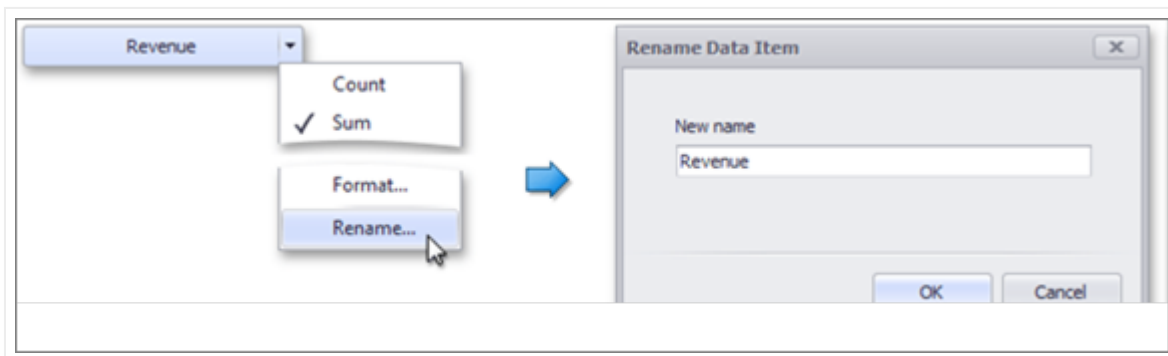 Revenue
Count
Sum
Format...
Rename...
Rename Data Item
New name
Revenue
OK
Cancel